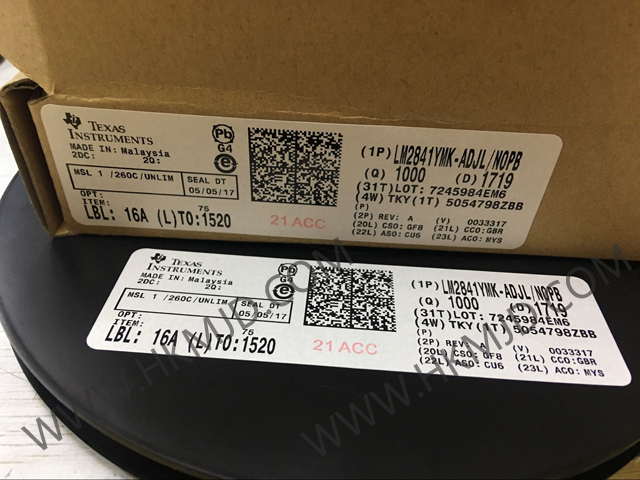 TEXAS
INSTRUMENTS
MADE IN: Malaysia
2DC: 2Q:
Pb
G4
e
MSL 1 /260C/UNLIM
SEAL DT
05/05/17
OPT:
ITEM:
LBL: 16A (L)TO:1520
75
21 ACC
(1P) LM2841YMK-ADJL/NOPB
(Q) 1000 (D) 1719
(31T)LOT: 7245984EM6
(4W) TKY(1T) 5054798ZBB
(P)
(2P) REV: A (V) 0033317
(20L) CSO: GF8 (21L) CCO:GBR
(22L) ASO: CU6 (23L) ACO: MYS
TEXAS
INSTRUMENTS
MADE IN: Malaysia
2DC: 2Q:
Pb
G4
e
MSL 1 /260C/UNLIM
SEAL DT
05/05/17
OPT:
ITEM:
LBL: 16A (L)TO:1520
75
21 ACC
(1P) LM2841YMK-ADJL/NOPB
(Q) 1000 (D) 1719
(31T)LOT: 7245984EM6
(4W) TKY(1T) 5054798ZBB
(P)
(2P) REV: A (V) 0033317
(20L) CSO: GF8 (21L) CCO:GBR
(22L) ASO: CU6 (23L) ACO: MYS
WWW.HKMJD.COM
WWW.HKMJD.COM